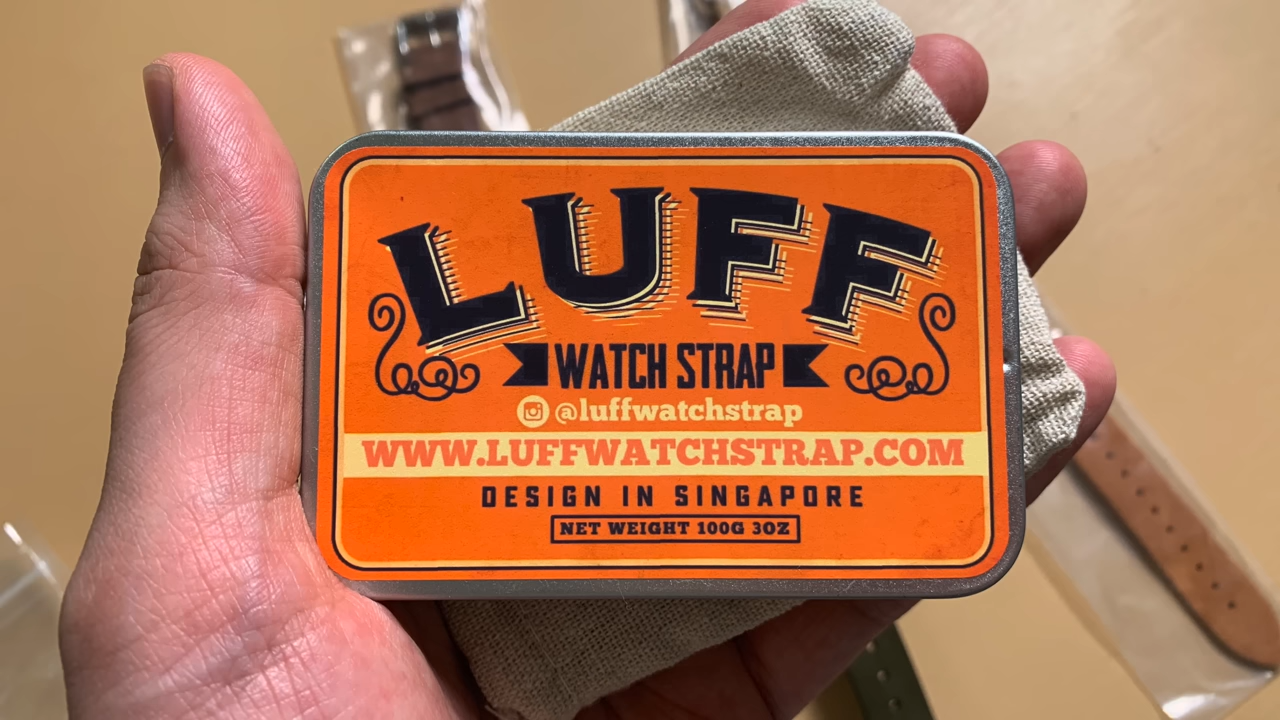 LUFF
WATCH STRAP
@luffwatchstrap
WWW.LUFFWATCHSTRAP.COM
DESIGN IN SINGAPORE
NET WEIGHT 100G 3OZ